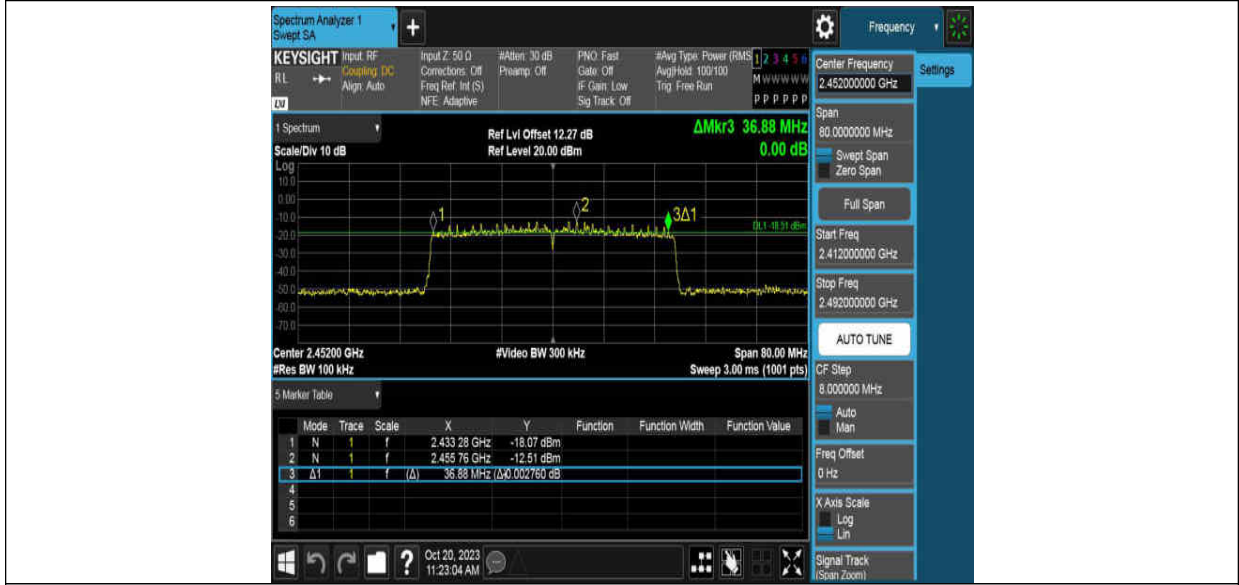 Spectrum Analyzer 1
Swept SA
+
Frequency
KEYSIGHT
RL
LV
Input: RF
Coupling: DC
Align: Auto
Input Z: 50 Ω
Corrections: Off
Freq Ref: Int (S)
NFE: Adaptive
#Atten: 30 dB
Preamp: Off
PNO: Fast
Gate: Off
IF Gain: Low
Sig Track: Off
#Avg Type: Power (RMS
Avg|Hold: 100/100
Trig: Free Run
1 2 3 4 5 6
M W W W W W
P P P P P P
1 Spectrum
Scale/Div 10 dB
Ref Lvl Offset 12.27 dB
Ref Level 20.00 dBm
ΔMkr3 36.88 MHz
0.00 dB
Log
10.0
0.00
-10.0
-20.0
-30.0
-40.0
-50.0
-60.0
-70.0
1
2
3Δ1
DL1 -18.51 dBm
Center 2.45200 GHz
#Res BW 100 kHz
#Video BW 300 kHz
Span 80.00 MHz
Sweep 3.00 ms (1001 pts)
5 Marker Table
Mode Trace Scale X Y Function Function Width Function Value
1 N 1 f 2.433 28 GHz -18.07 dBm
2 N 1 f 2.455 76 GHz -12.51 dBm
3 Δ1 1 f (Δ) 36.88 MHz (Δ) 0.002760 dB
4
5
6
?
Oct 20, 2023
11:23:04 AM
Center Frequency
2.452000000 GHz
Settings
Span
80.0000000 MHz
Swept Span
Zero Span
Full Span
Start Freq
2.412000000 GHz
Stop Freq
2.492000000 GHz
AUTO TUNE
CF Step
8.000000 MHz
Auto
Man
Freq Offset
0 Hz
X Axis Scale
Log
Lin
Signal Track
(Span Zoom)